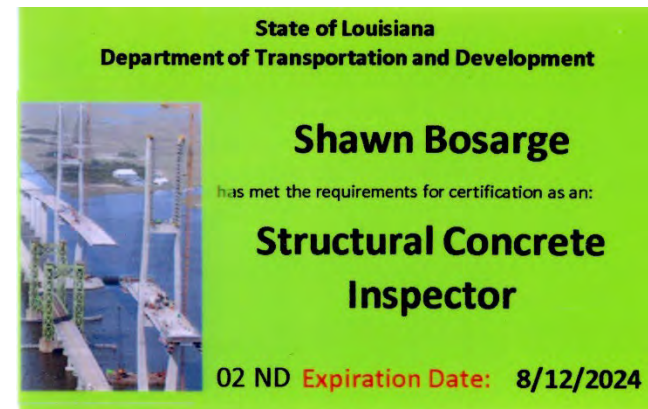 State of Louisiana
Department of Transportation and Development
Shawn Bosarge
has met the requirements for certification as an:
Structural Concrete
Inspector
02 ND Expiration Date: 8/12/2024